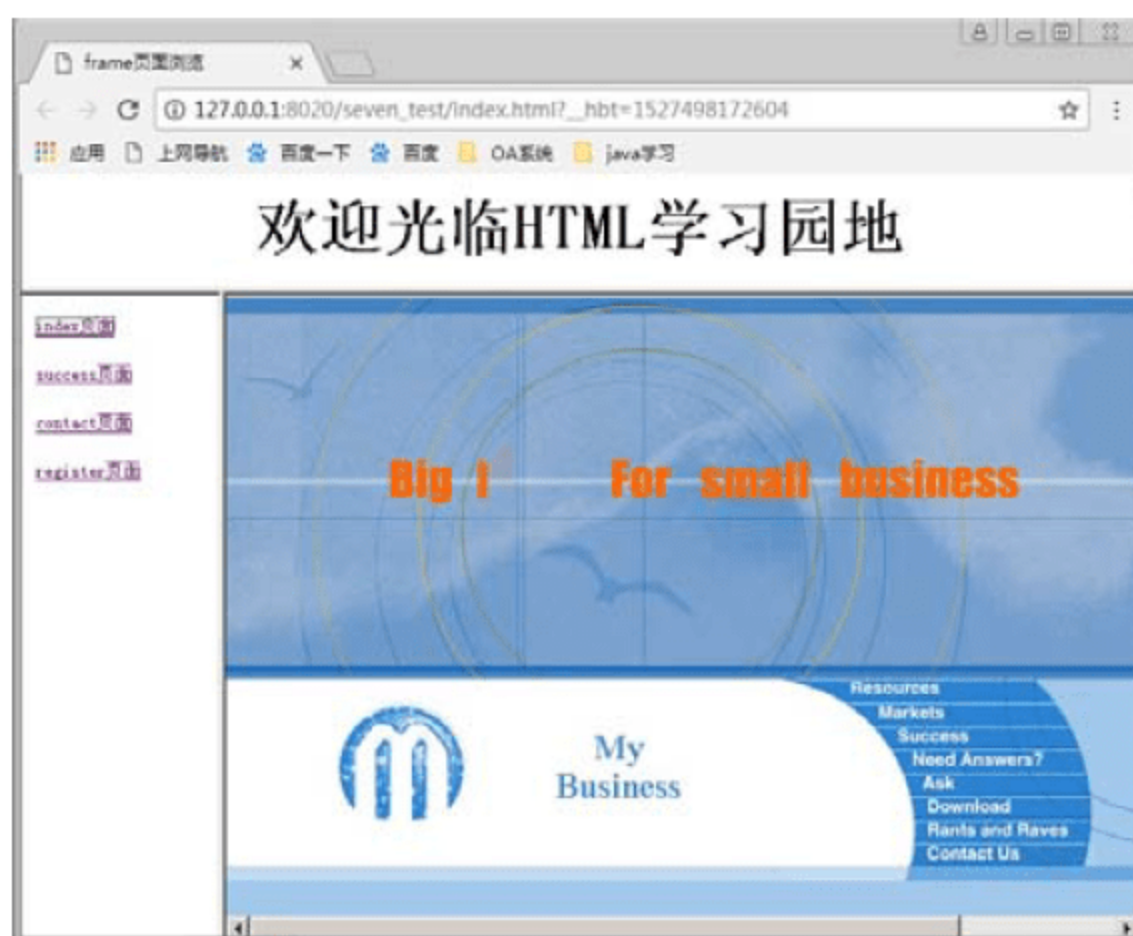 frame页面浏览
127.0.0.1:8020/seven_test/index.html?__hbt=1527498172604
应用 上网导航 百度一下 百度 OA系统 java学习
欢迎光临HTML学习园地
index页面
success页面
contact页面
register页面
Big I For small business
Resources
Markets
Success
Need Answers?
Ask
Download
Rants and Raves
Contact Us
My
Business